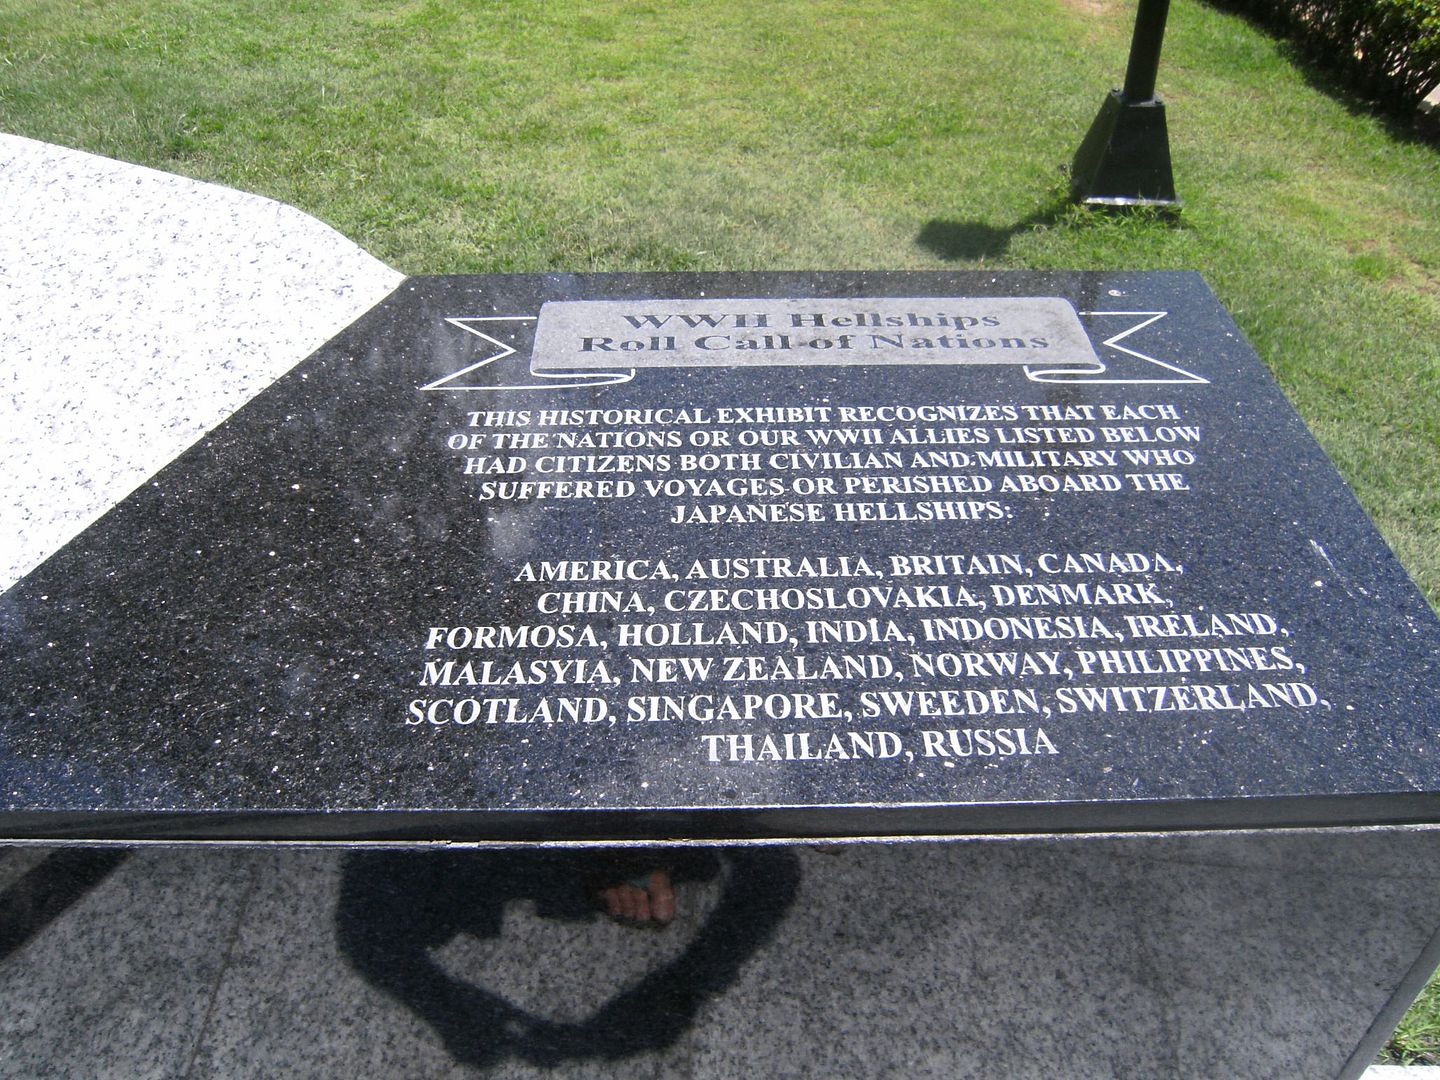 WWII Hellships
Roll Call of Nations
THIS HISTORICAL EXHIBIT RECOGNIZES THAT EACH
OF THE NATIONS OR OUR WWII ALLIES LISTED BELOW
HAD CITIZENS BOTH CIVILIAN AND MILITARY WHO
SUFFERED VOYAGES OR PERISHED ABOARD THE
JAPANESE HELLSHIPS:
AMERICA, AUSTRALIA, BRITAIN, CANADA,
CHINA, CZECHOSLOVAKIA, DENMARK,
FORMOSA, HOLLAND, INDIA, INDONESIA, IRELAND,
MALASYIA, NEW ZEALAND, NORWAY, PHILIPPINES,
SCOTLAND, SINGAPORE, SWEEDEN, SWITZERLAND,
THAILAND, RUSSIA